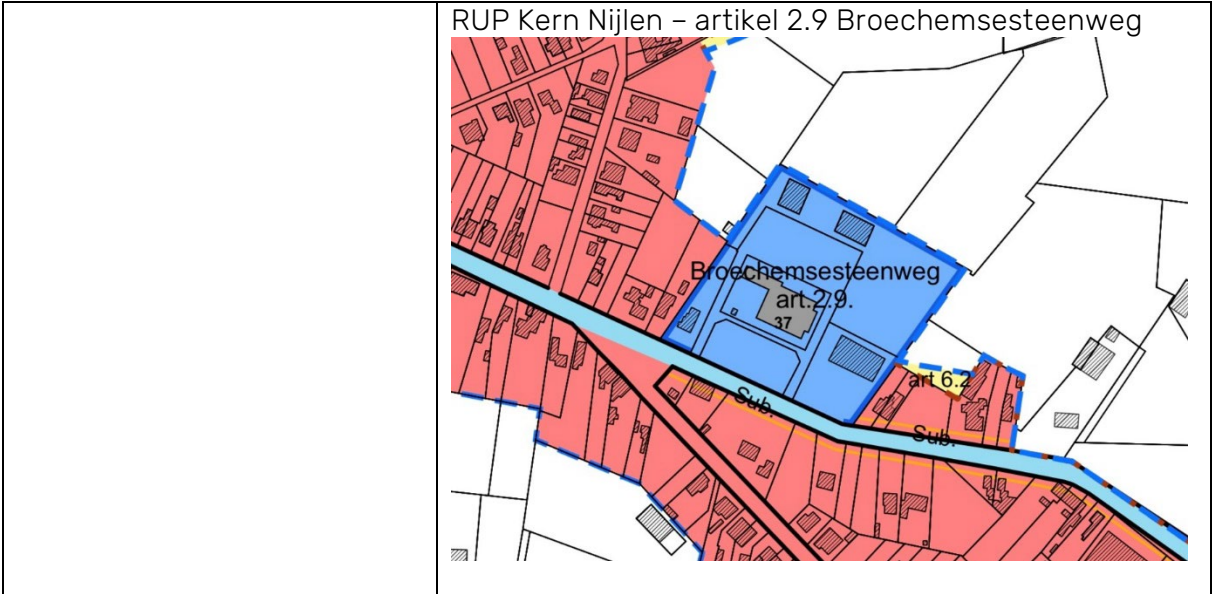 RUP Kern Nijlen – artikel 2.9 Broechemsesteenweg
Broechemsesteenweg
art.2.9.
37
art 6.2
Sub.
Sub.